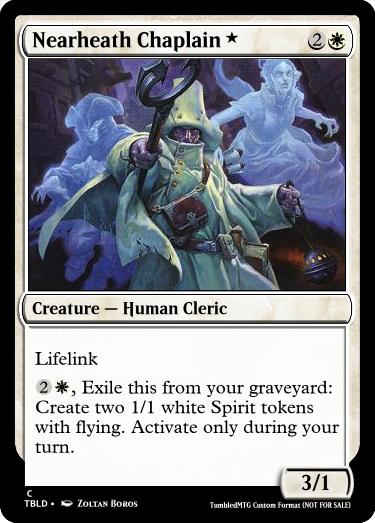 Nearheath Chaplain ★ 2
Creature — Human Cleric
Lifelink
2, Exile this from your graveyard:
Create two 1/1 white Spirit tokens
with flying. Activate only during your
turn.
3/1
C
TBLD • Zoltan Boros
TumbledMTG Custom Format (NOT FOR SALE)